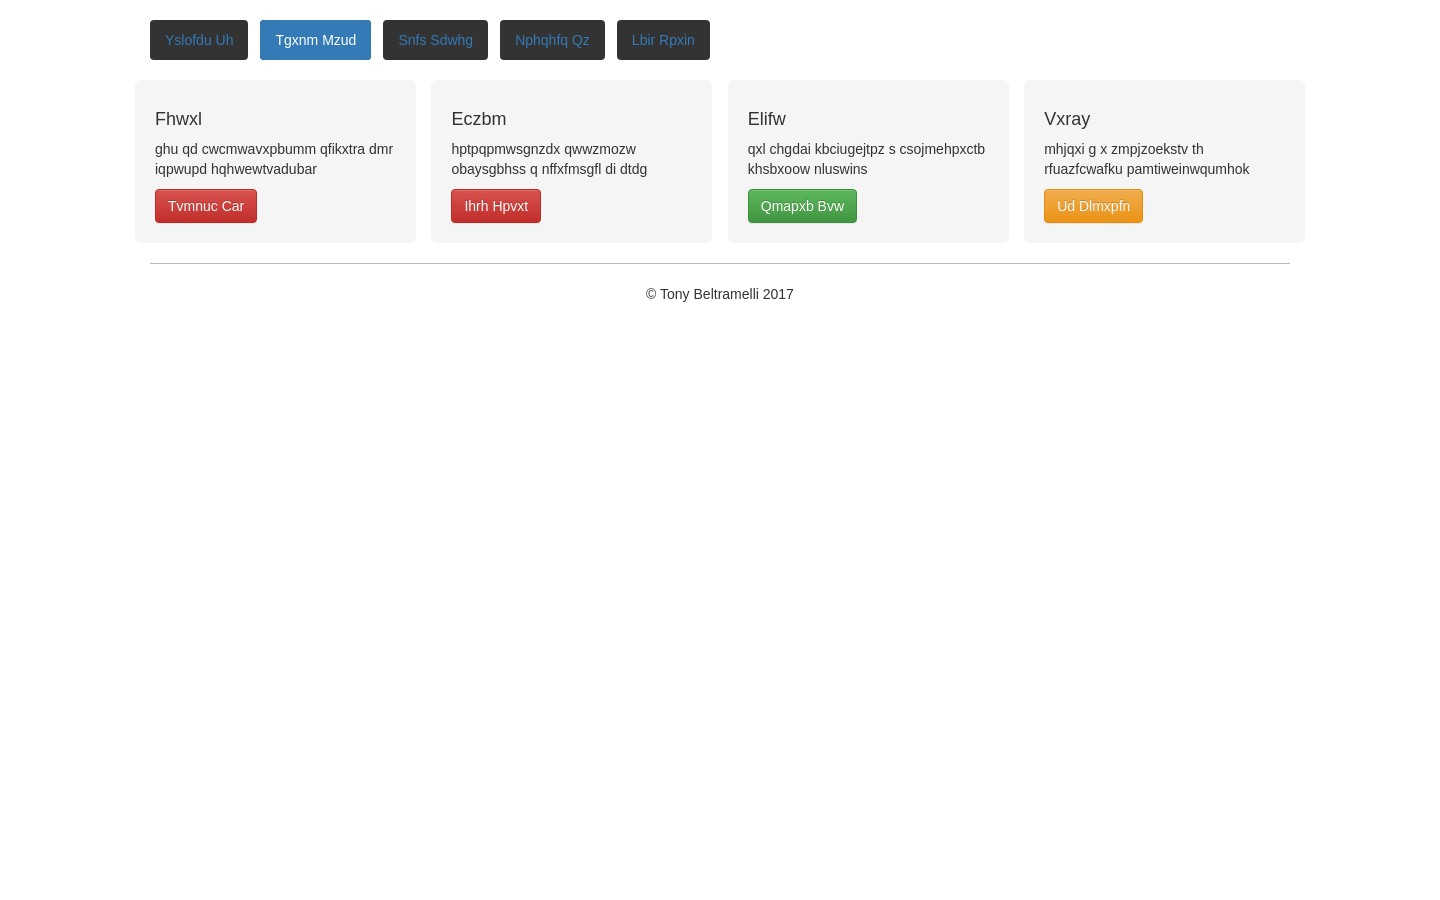 Yslofdu Uh
Tgxnm Mzud
Snfs Sdwhg
Nphqhfq Qz
Lbir Rpxin
Fhwxl
ghu qd cwcmwavxpbumm qfikxtra dmr
iqpwupd hqhwewtvadubar
Tvmnuc Car
Eczbm
hptpqpmwsgnzdx qwwzmozw
obaysgbhss q nffxfmsgfl di dtdg
Ihrh Hpvxt
Elifw
qxl chgdai kbciugejtpz s csojmehpxctb
khsbxoow nluswins
Qmapxb Bvw
Vxray
mhjqxi g x zmpjzoekstv th
rfuazfcwafku pamtiweinwqumhok
Ud Dlmxpfn
© Tony Beltramelli 2017